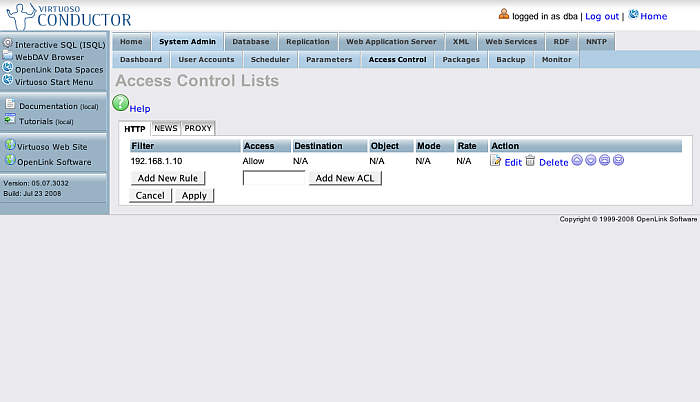 VIRTUOSO
CONDUCTOR
logged in as dba | Log out | Home
Interactive SQL (ISQL)
WebDAV Browser
OpenLink Data Spaces
Virtuoso Start Menu
Documentation (local)
Tutorials (local)
Virtuoso Web Site
OpenLink Software
Version: 05.07.3032
Build: Jul 23 2008
Home System Admin Database Replication Web Application Server XML Web Services RDF NNTP
Dashboard User Accounts Scheduler Parameters Access Control Packages Backup Monitor
Access Control Lists
?Help
HTTP NEWS PROXY
Filter Access Destination Object Mode Rate Action
192.168.1.10 Allow N/A N/A N/A N/A Edit Delete
Add New Rule Add New ACL
Cancel Apply
Copyright © 1999-2008 OpenLink Software